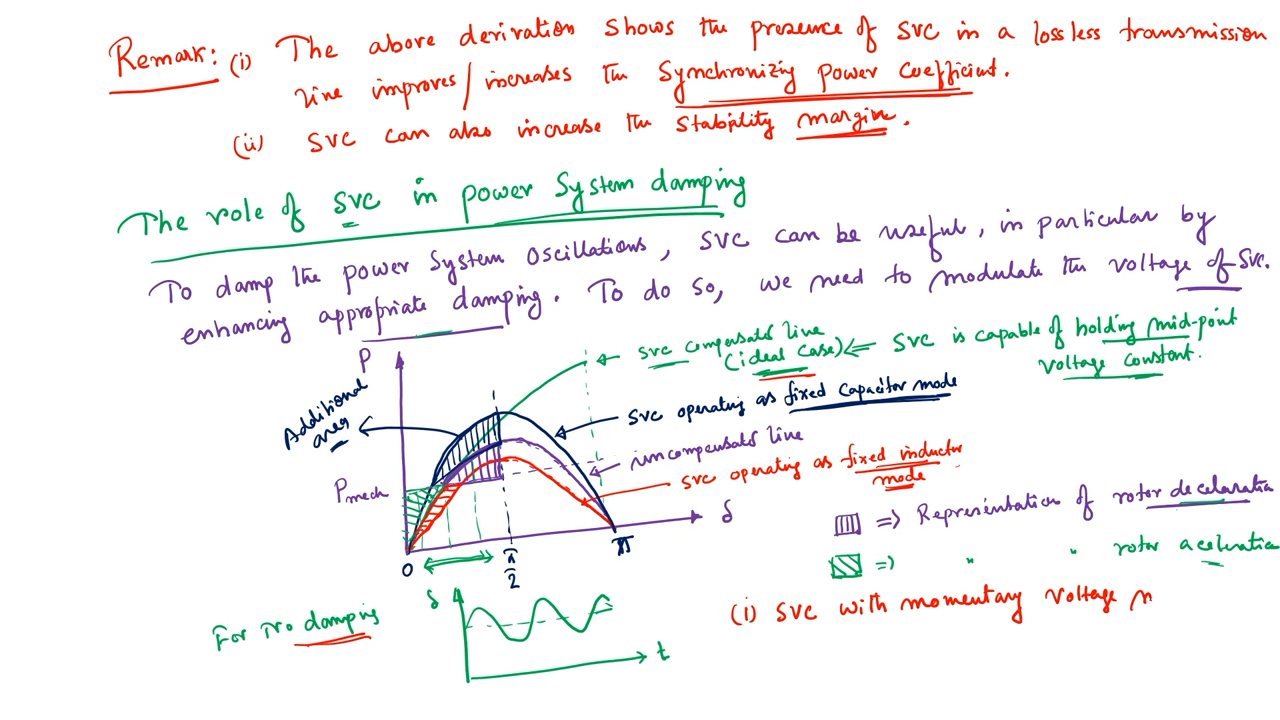 Remark: (i) The above derivation shows the presence of SVC in a lossless transmission
line improves/increases the Synchronizing Power Coefficient.
(ii) SVC can also increase the Stability margin.
The role of SVC in power System damping
To damp the power System oscillations, SVC can be useful, in particular by
enhancing appropriate damping. To do so, we need to modulate the voltage of SVC.
P
SVC compensated line
(ideal case) <= SVC is capable of holding mid-point
voltage constant.
Additional
area
SVC operating as fixed capacitor mode
uncompensated line
SVC operating as fixed inductor
mode
Pmech
δ
0
π/2
π
=> Representation of rotor decelaration
=> " " rotor aceleration
(i) SVC with momentary voltage
For no damping
δ
t